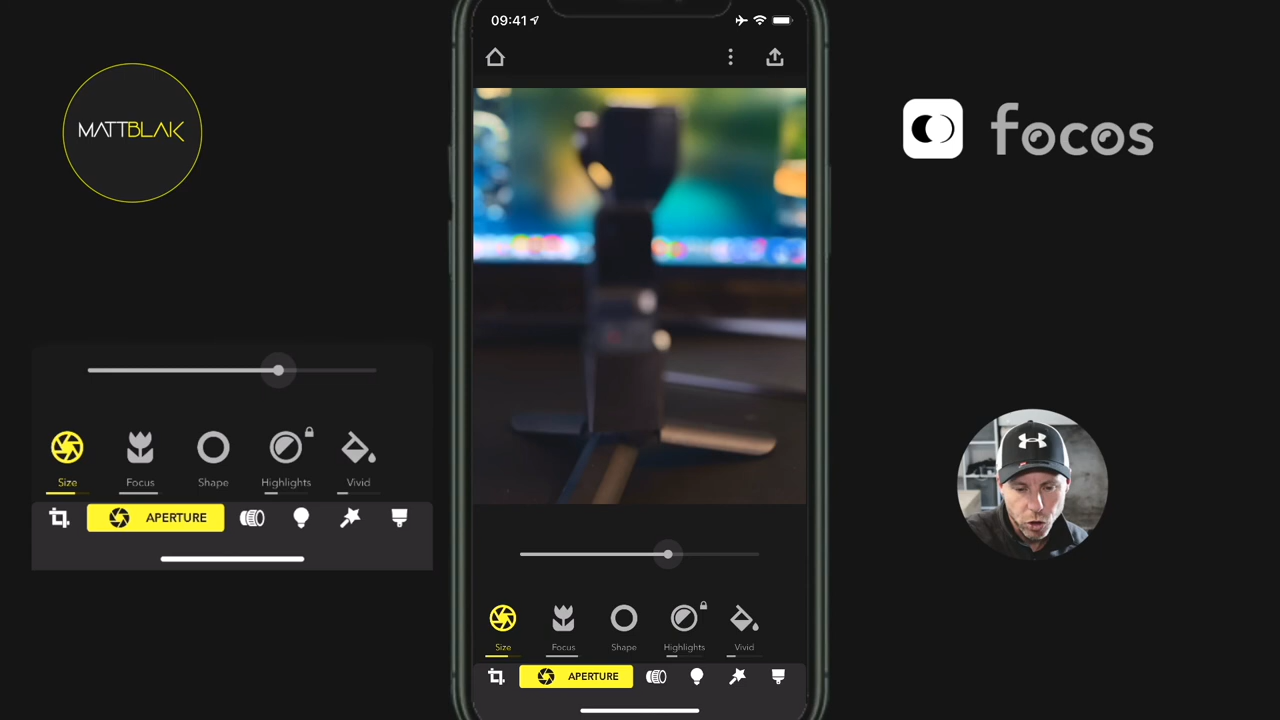 MATTBLAK
09:41
focos
Size
Focus
Shape
Highlights
Vivid
APERTURE
Size
Focus
Shape
Highlights
Vivid
APERTURE